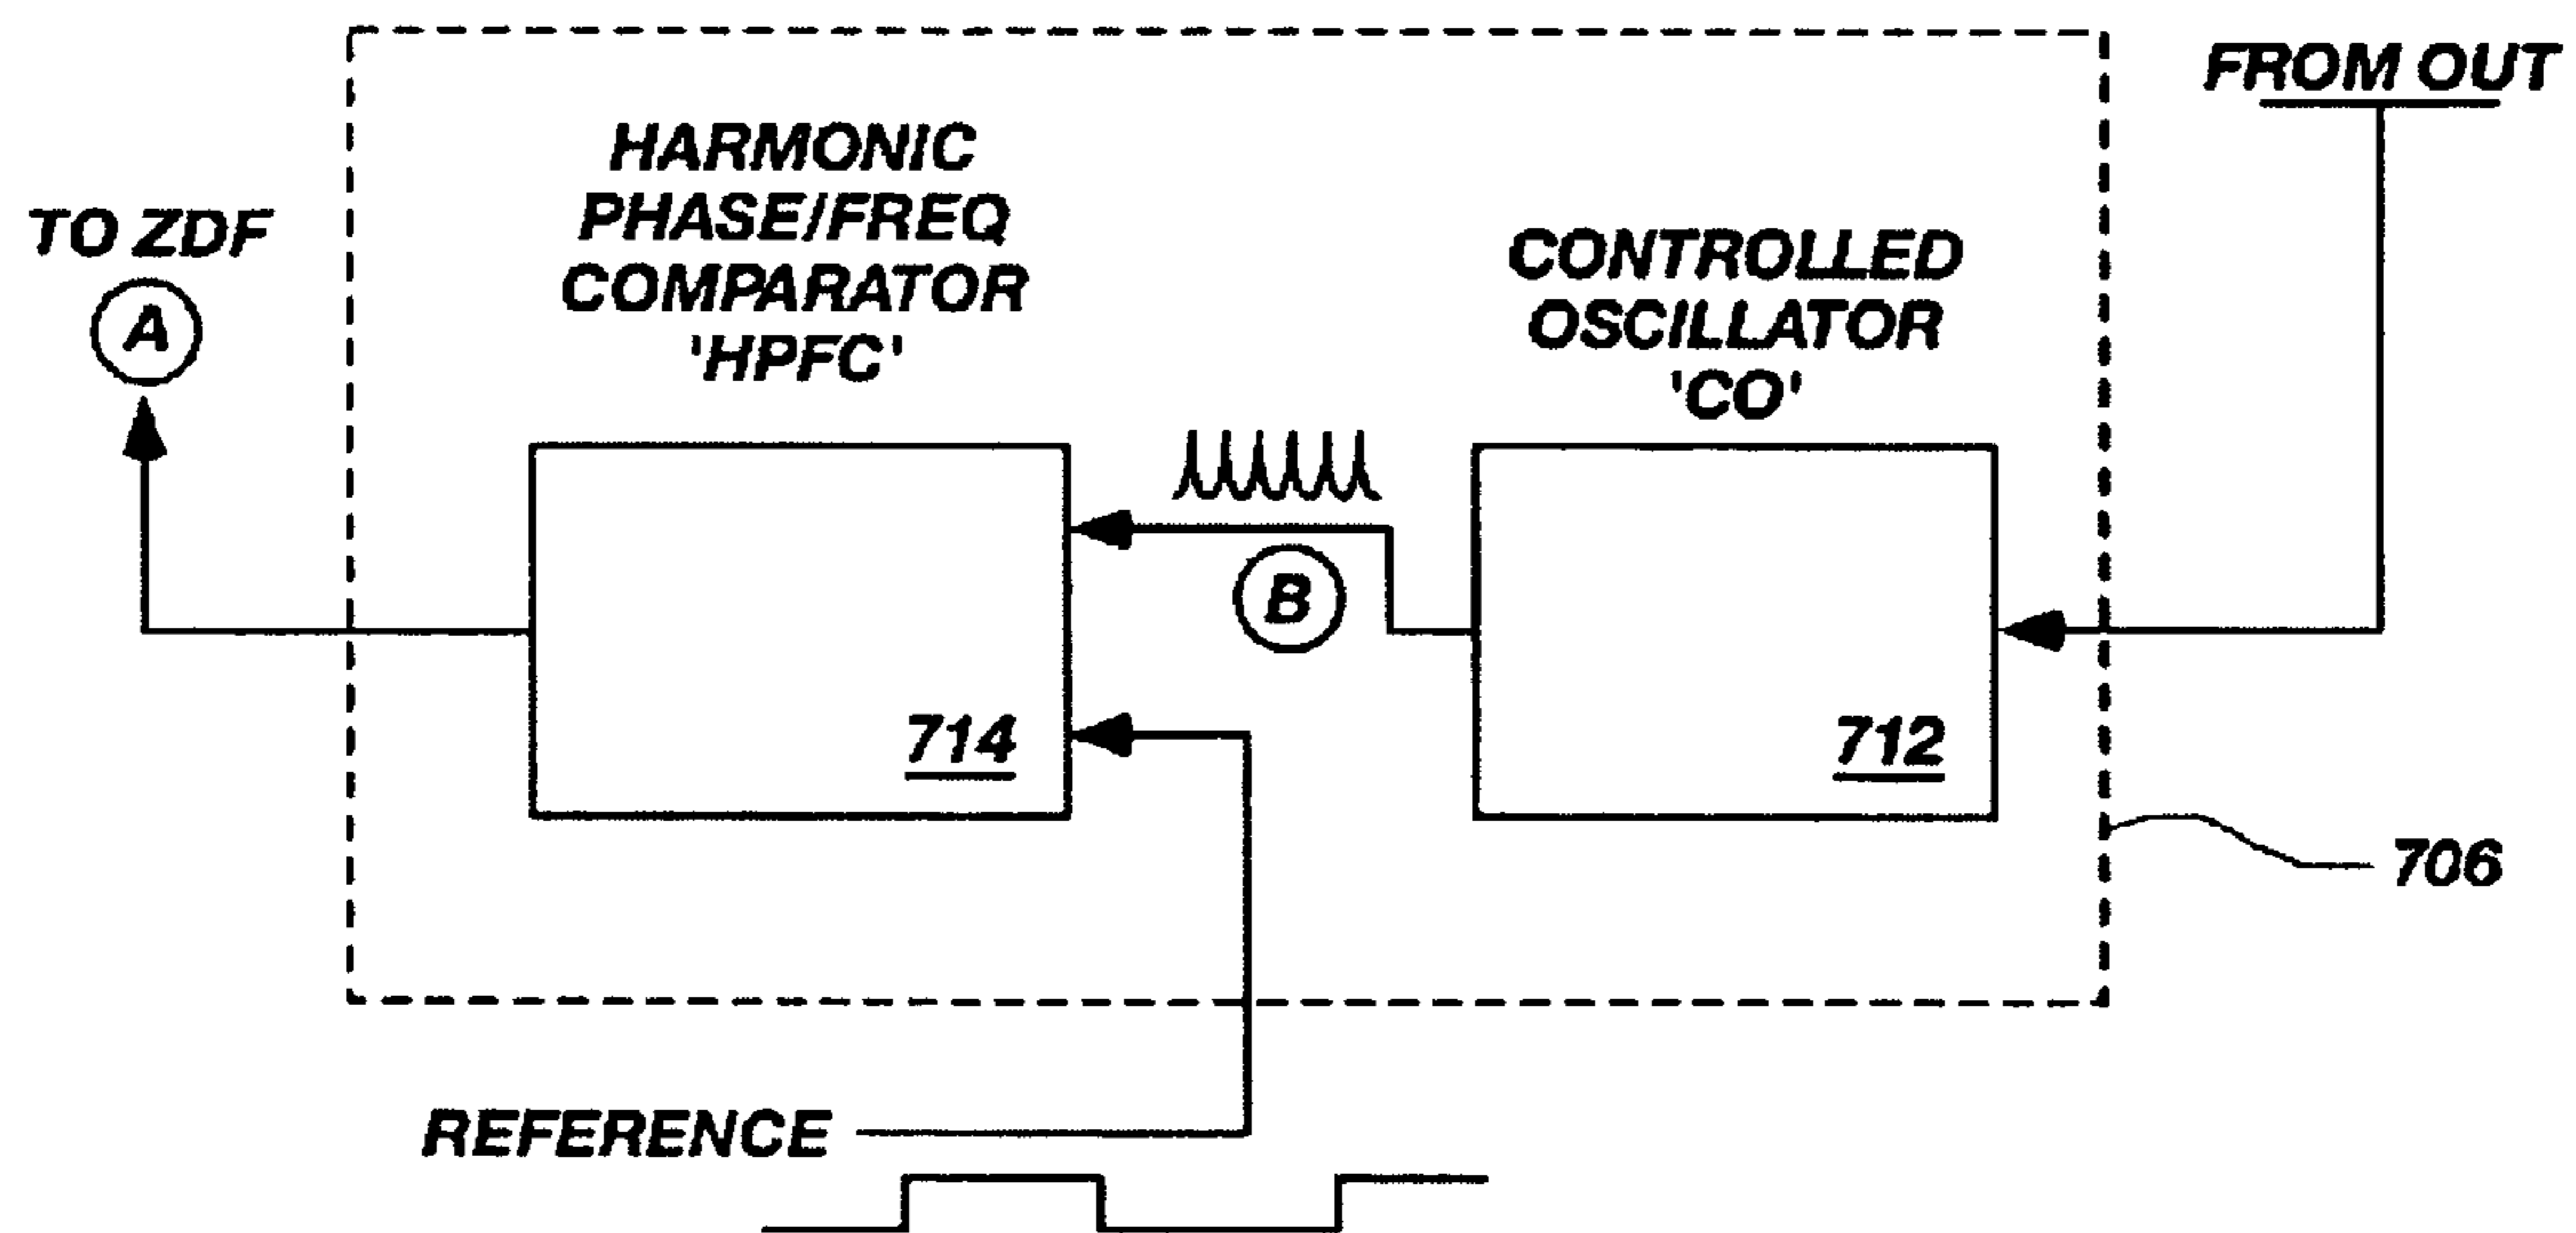 FROM OUT
HARMONIC
PHASE/FREQ
COMPARATOR
'HPFC'
TO ZDF
A
CONTROLLED
OSCILLATOR
'CO'
B
714
712
706
REFERENCE